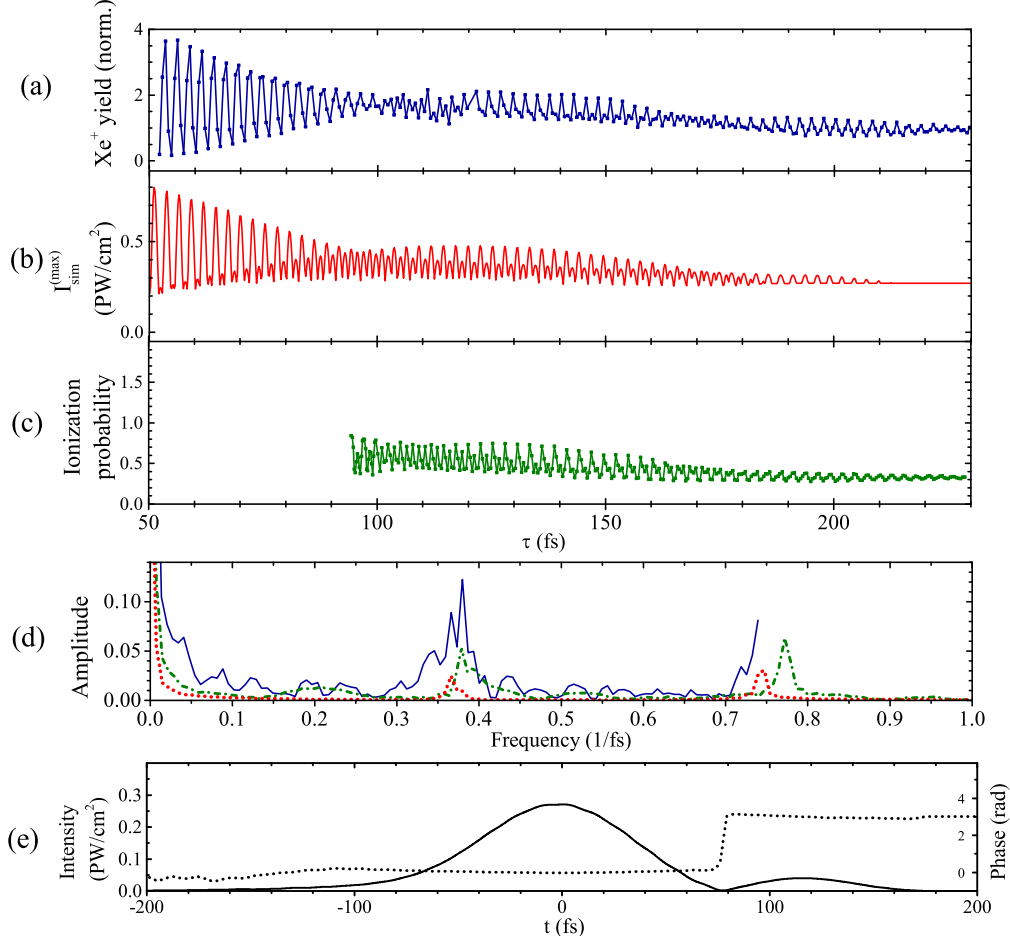 (a)
Xe+ yield (norm.)
4
2
0
(b)
I(max)sim
(PW/cm2)
0.5
0.0
(c)
Ionization
probability
1.5
1.0
0.5
0.0
50 100 150 200
τ (fs)
(d)
Amplitude
0.10
0.05
0.00
0.0 0.1 0.2 0.3 0.4 0.5 0.6 0.7 0.8 0.9 1.0
Frequency (1/fs)
(e)
Intensity
(PW/cm2)
0.3
0.2
0.1
0.0
4
2
0
Phase (rad)
-200 -100 0 100 200
t (fs)